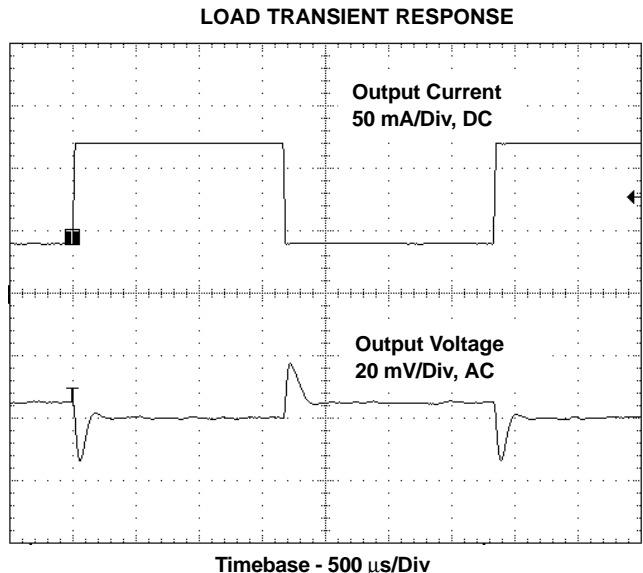 LOAD TRANSIENT RESPONSE
Output Current
50 mA/Div, DC
Output Voltage
20 mV/Div, AC
Timebase - 500 μs/Div